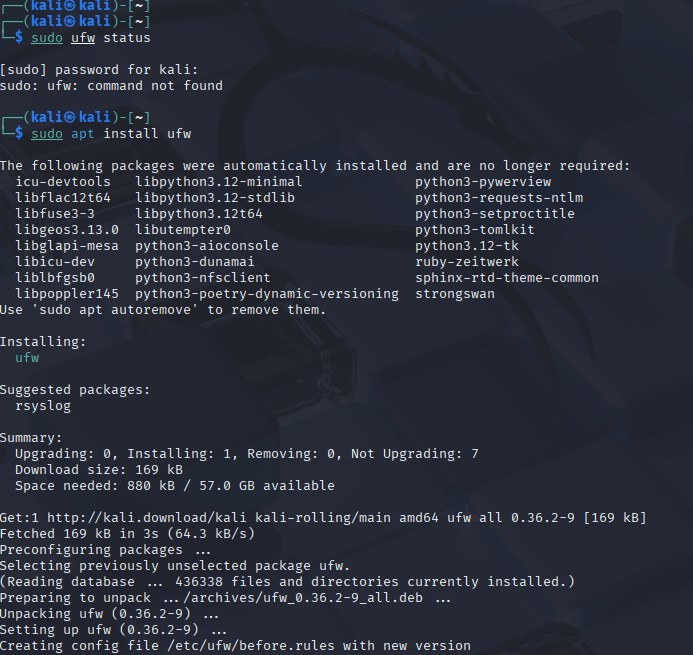 ┌──(kali㉿kali)-[~]
┌──(kali㉿kali)-[~]
└─$ sudo ufw status
[sudo] password for kali:
sudo: ufw: command not found
┌──(kali㉿kali)-[~]
└─$ sudo apt install ufw
The following packages were automatically installed and are no longer required:
  icu-devtools   libpython3.12-minimal              python3-pywerview
  libflac12t64   libpython3.12-stdlib               python3-requests-ntlm
  libfuse3-3     libpython3.12t64                   python3-setproctitle
  libgeos3.13.0  libutempter0                       python3-tomlkit
  libglapi-mesa  python3-aioconsole                 python3.12-tk
  libicu-dev     python3-dunamai                    ruby-zeitwerk
  liblbfgsb0     python3-nfsclient                  sphinx-rtd-theme-common
  libpoppler145  python3-poetry-dynamic-versioning  strongswan
Use 'sudo apt autoremove' to remove them.
Installing:
  ufw
Suggested packages:
  rsyslog
Summary:
  Upgrading: 0, Installing: 1, Removing: 0, Not Upgrading: 7
  Download size: 169 kB
  Space needed: 880 kB / 57.0 GB available
Get:1 http://kali.download/kali kali-rolling/main amd64 ufw all 0.36.2-9 [169 kB]
Fetched 169 kB in 3s (64.3 kB/s)
Preconfiguring packages ...
Selecting previously unselected package ufw.
(Reading database ... 436338 files and directories currently installed.)
Preparing to unpack .../archives/ufw_0.36.2-9_all.deb ...
Unpacking ufw (0.36.2-9) ...
Setting up ufw (0.36.2-9) ...
Creating config file /etc/ufw/before.rules with new version